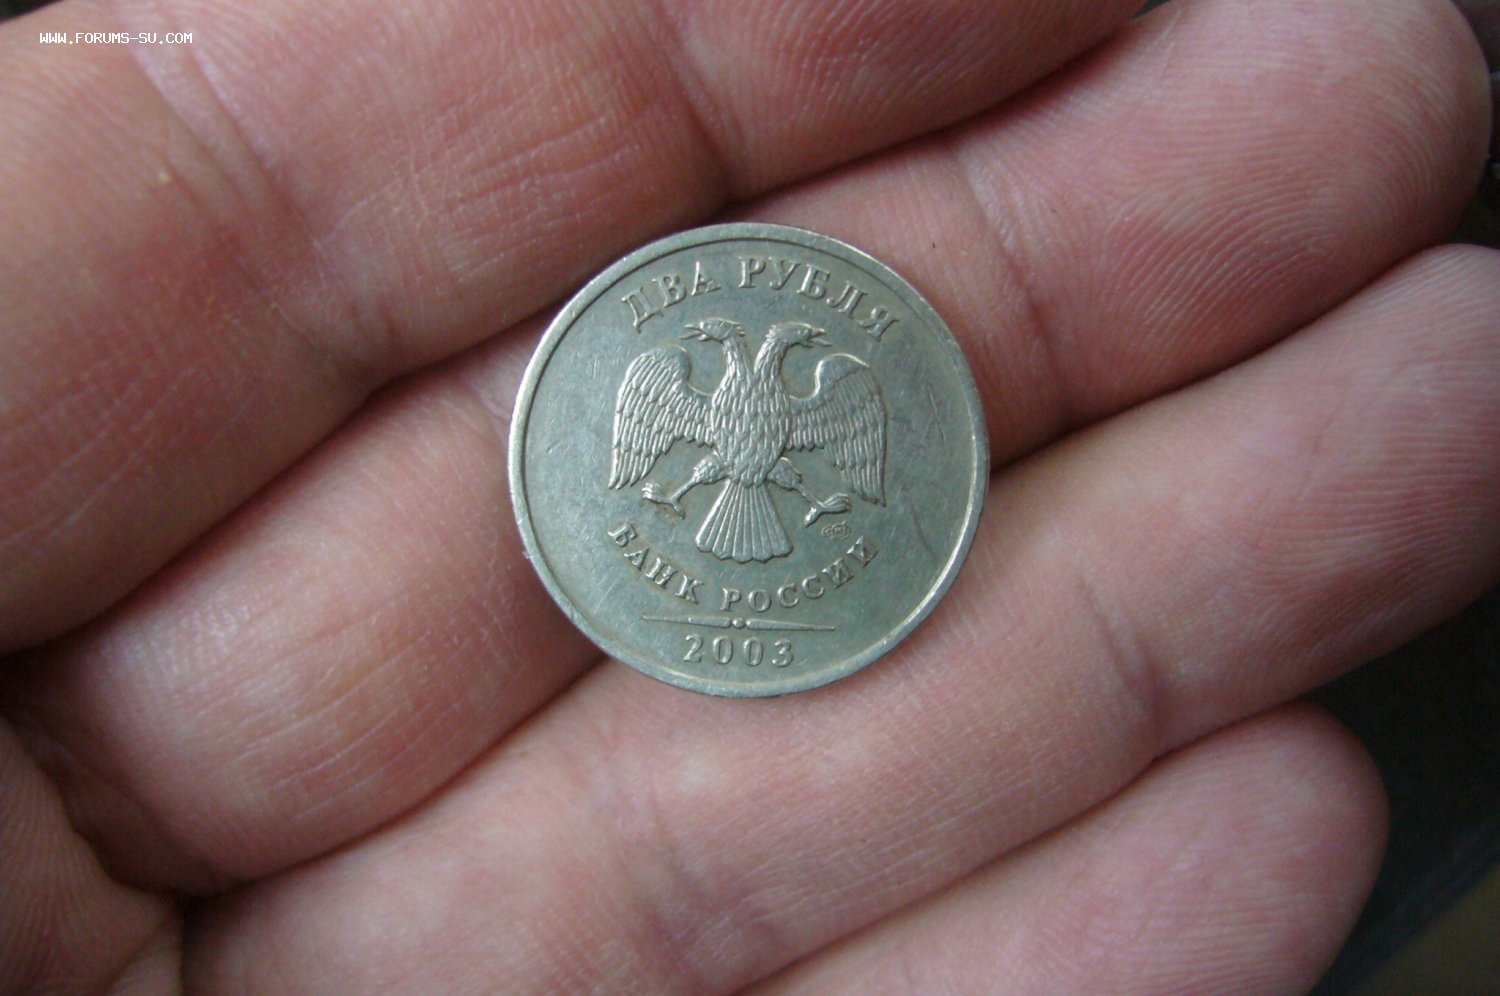 WWW.FORUMS-SU.COM
ДВА РУБЛЯ
БАНК РОССИИ
2003